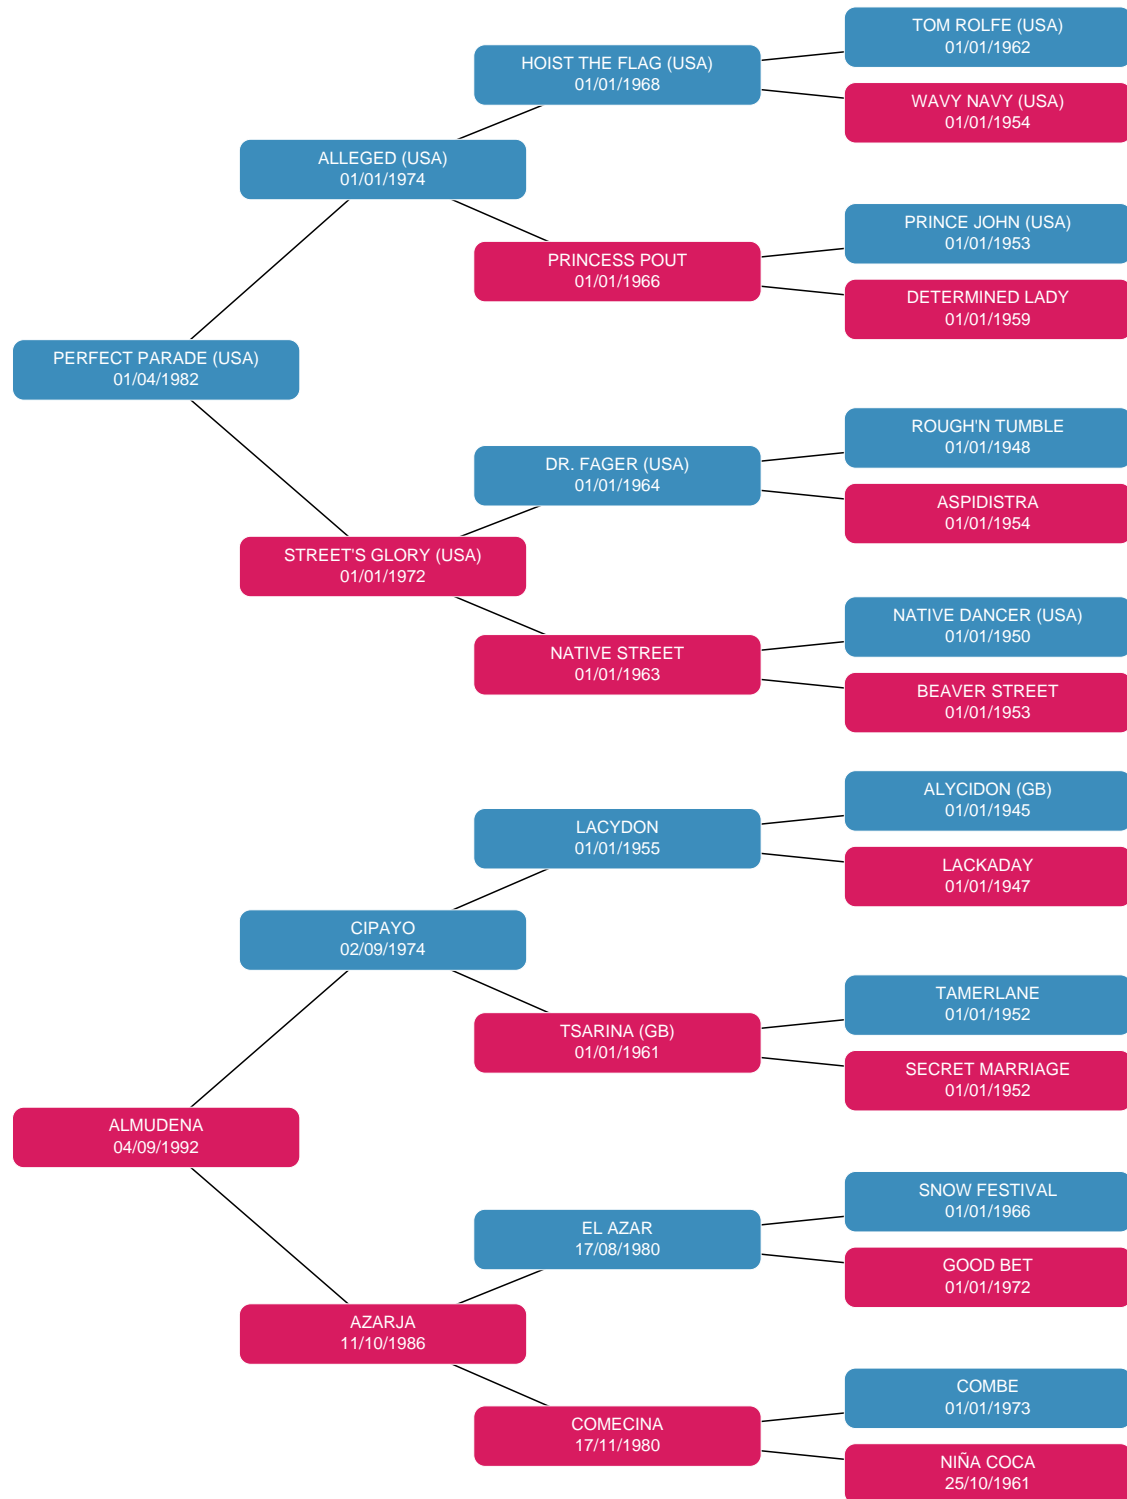 TOM ROLFE (USA)
01/01/1962
HOIST THE FLAG (USA)
01/01/1968
WAVY NAVY (USA)
01/01/1954
ALLEGED (USA)
01/01/1974
PRINCE JOHN (USA)
01/01/1953
PRINCESS POUT
01/01/1966
DETERMINED LADY
01/01/1959
PERFECT PARADE (USA)
01/04/1982
ROUGH'N TUMBLE
01/01/1948
DR. FAGER (USA)
01/01/1964
ASPIDISTRA
01/01/1954
STREET'S GLORY (USA)
01/01/1972
NATIVE DANCER (USA)
01/01/1950
NATIVE STREET
01/01/1963
BEAVER STREET
01/01/1953
ALYCIDON (GB)
01/01/1945
LACYDON
01/01/1955
LACKADAY
01/01/1947
CIPAYO
02/09/1974
TAMERLANE
01/01/1952
TSARINA (GB)
01/01/1961
SECRET MARRIAGE
01/01/1952
ALMUDENA
04/09/1992
SNOW FESTIVAL
01/01/1966
EL AZAR
17/08/1980
GOOD BET
01/01/1972
AZARJA
11/10/1986
COMBE
01/01/1973
COMECINA
17/11/1980
NIÑA COCA
25/10/1961